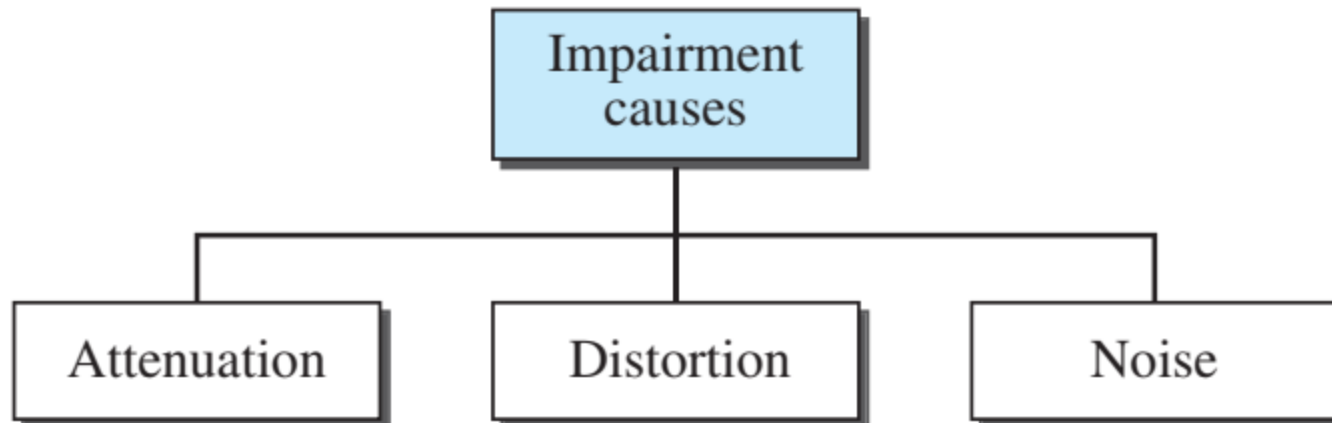 Impairment
causes
Attenuation
Distortion
Noise